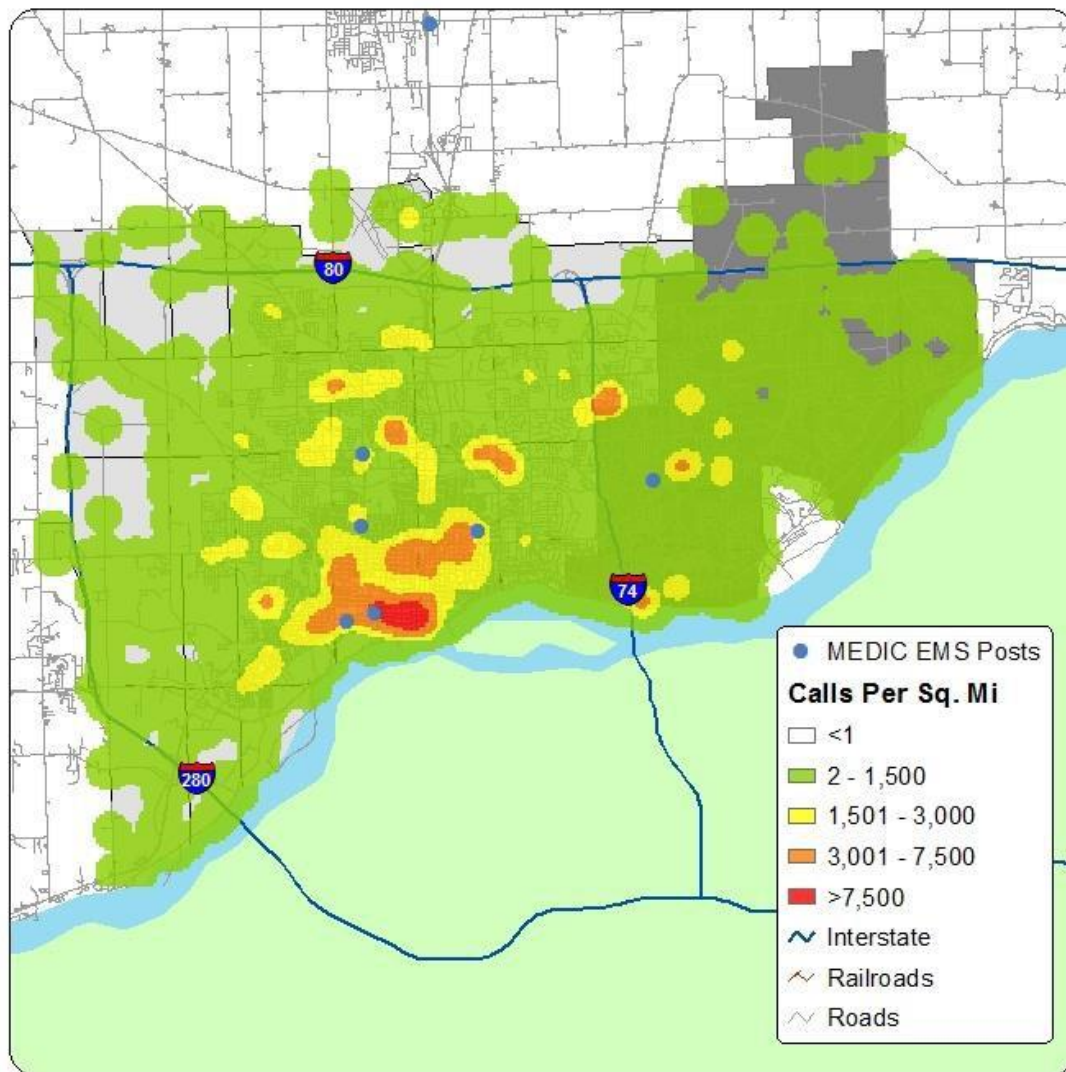 80
74
280
MEDIC EMS Posts
Calls Per Sq. Mi
<1
2 - 1,500
1,501 - 3,000
3,001 - 7,500
>7,500
Interstate
Railroads
Roads